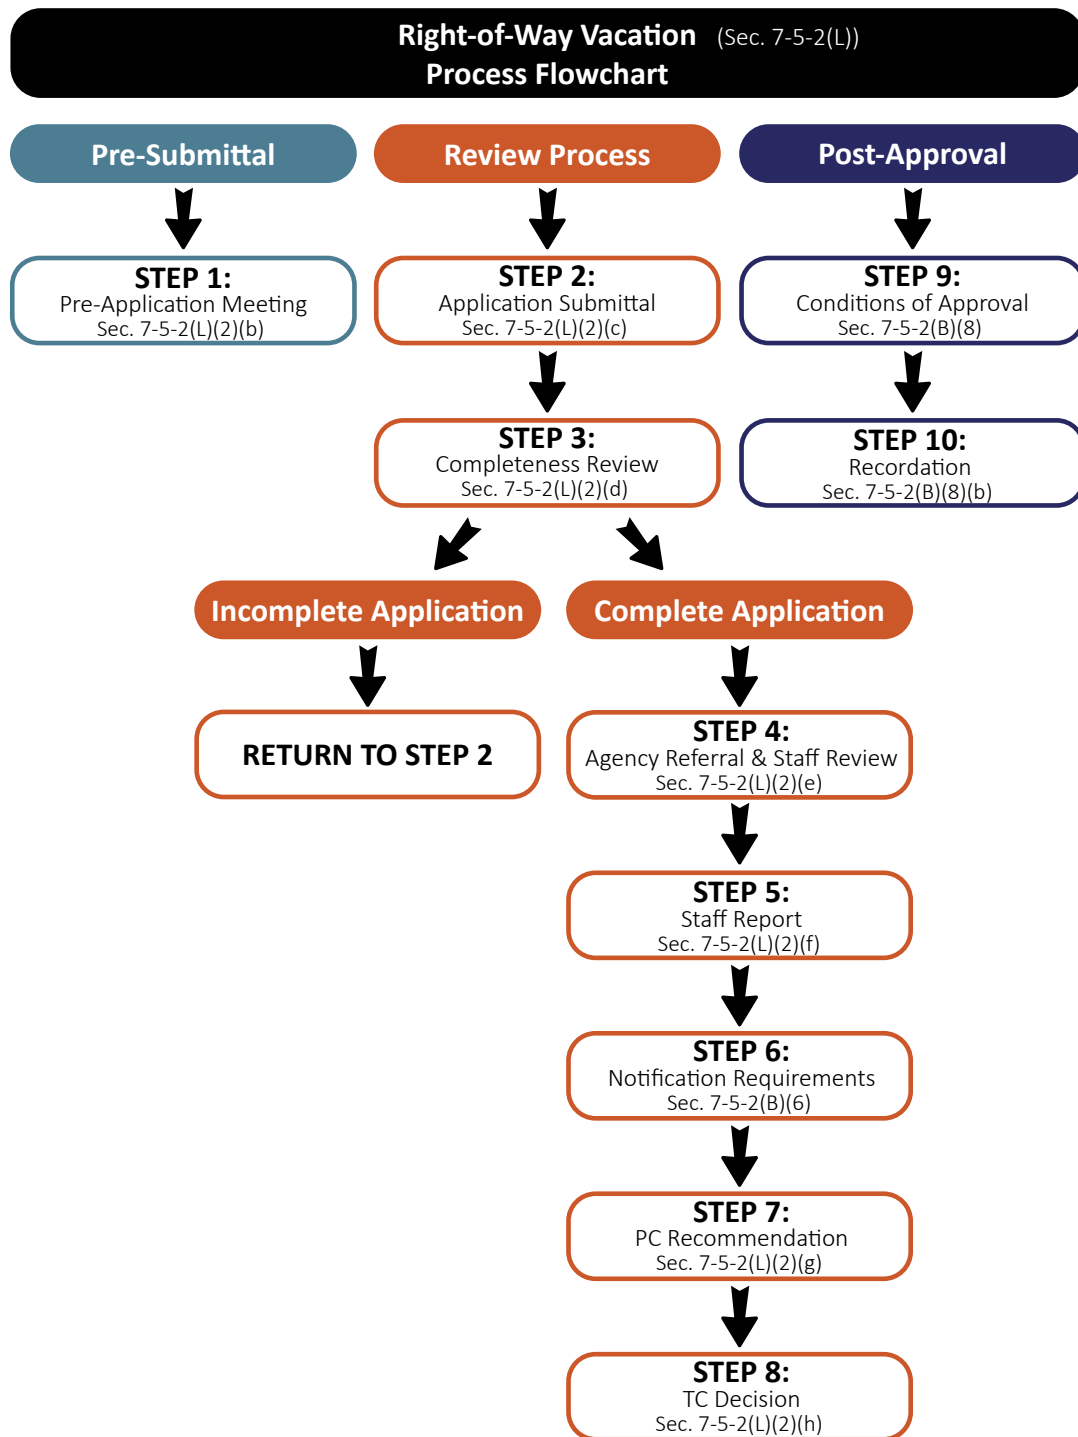 Right-of-Way Vacation (Sec. 7-5-2(L))
Process Flowchart
Pre-Submittal
Review Process
Post-Approval
STEP 1:
Pre-Application Meeting
Sec. 7-5-2(L)(2)(b)
STEP 2:
Application Submittal
Sec. 7-5-2(L)(2)(c)
STEP 9:
Conditions of Approval
Sec. 7-5-2(B)(8)
STEP 3:
Completeness Review
Sec. 7-5-2(L)(2)(d)
STEP 10:
Recordation
Sec. 7-5-2(B)(8)(b)
Incomplete Application
Complete Application
RETURN TO STEP 2
STEP 4:
Agency Referral & Staff Review
Sec. 7-5-2(L)(2)(e)
STEP 5:
Staff Report
Sec. 7-5-2(L)(2)(f)
STEP 6:
Notification Requirements
Sec. 7-5-2(B)(6)
STEP 7:
PC Recommendation
Sec. 7-5-2(L)(2)(g)
STEP 8:
TC Decision
Sec. 7-5-2(L)(2)(h)